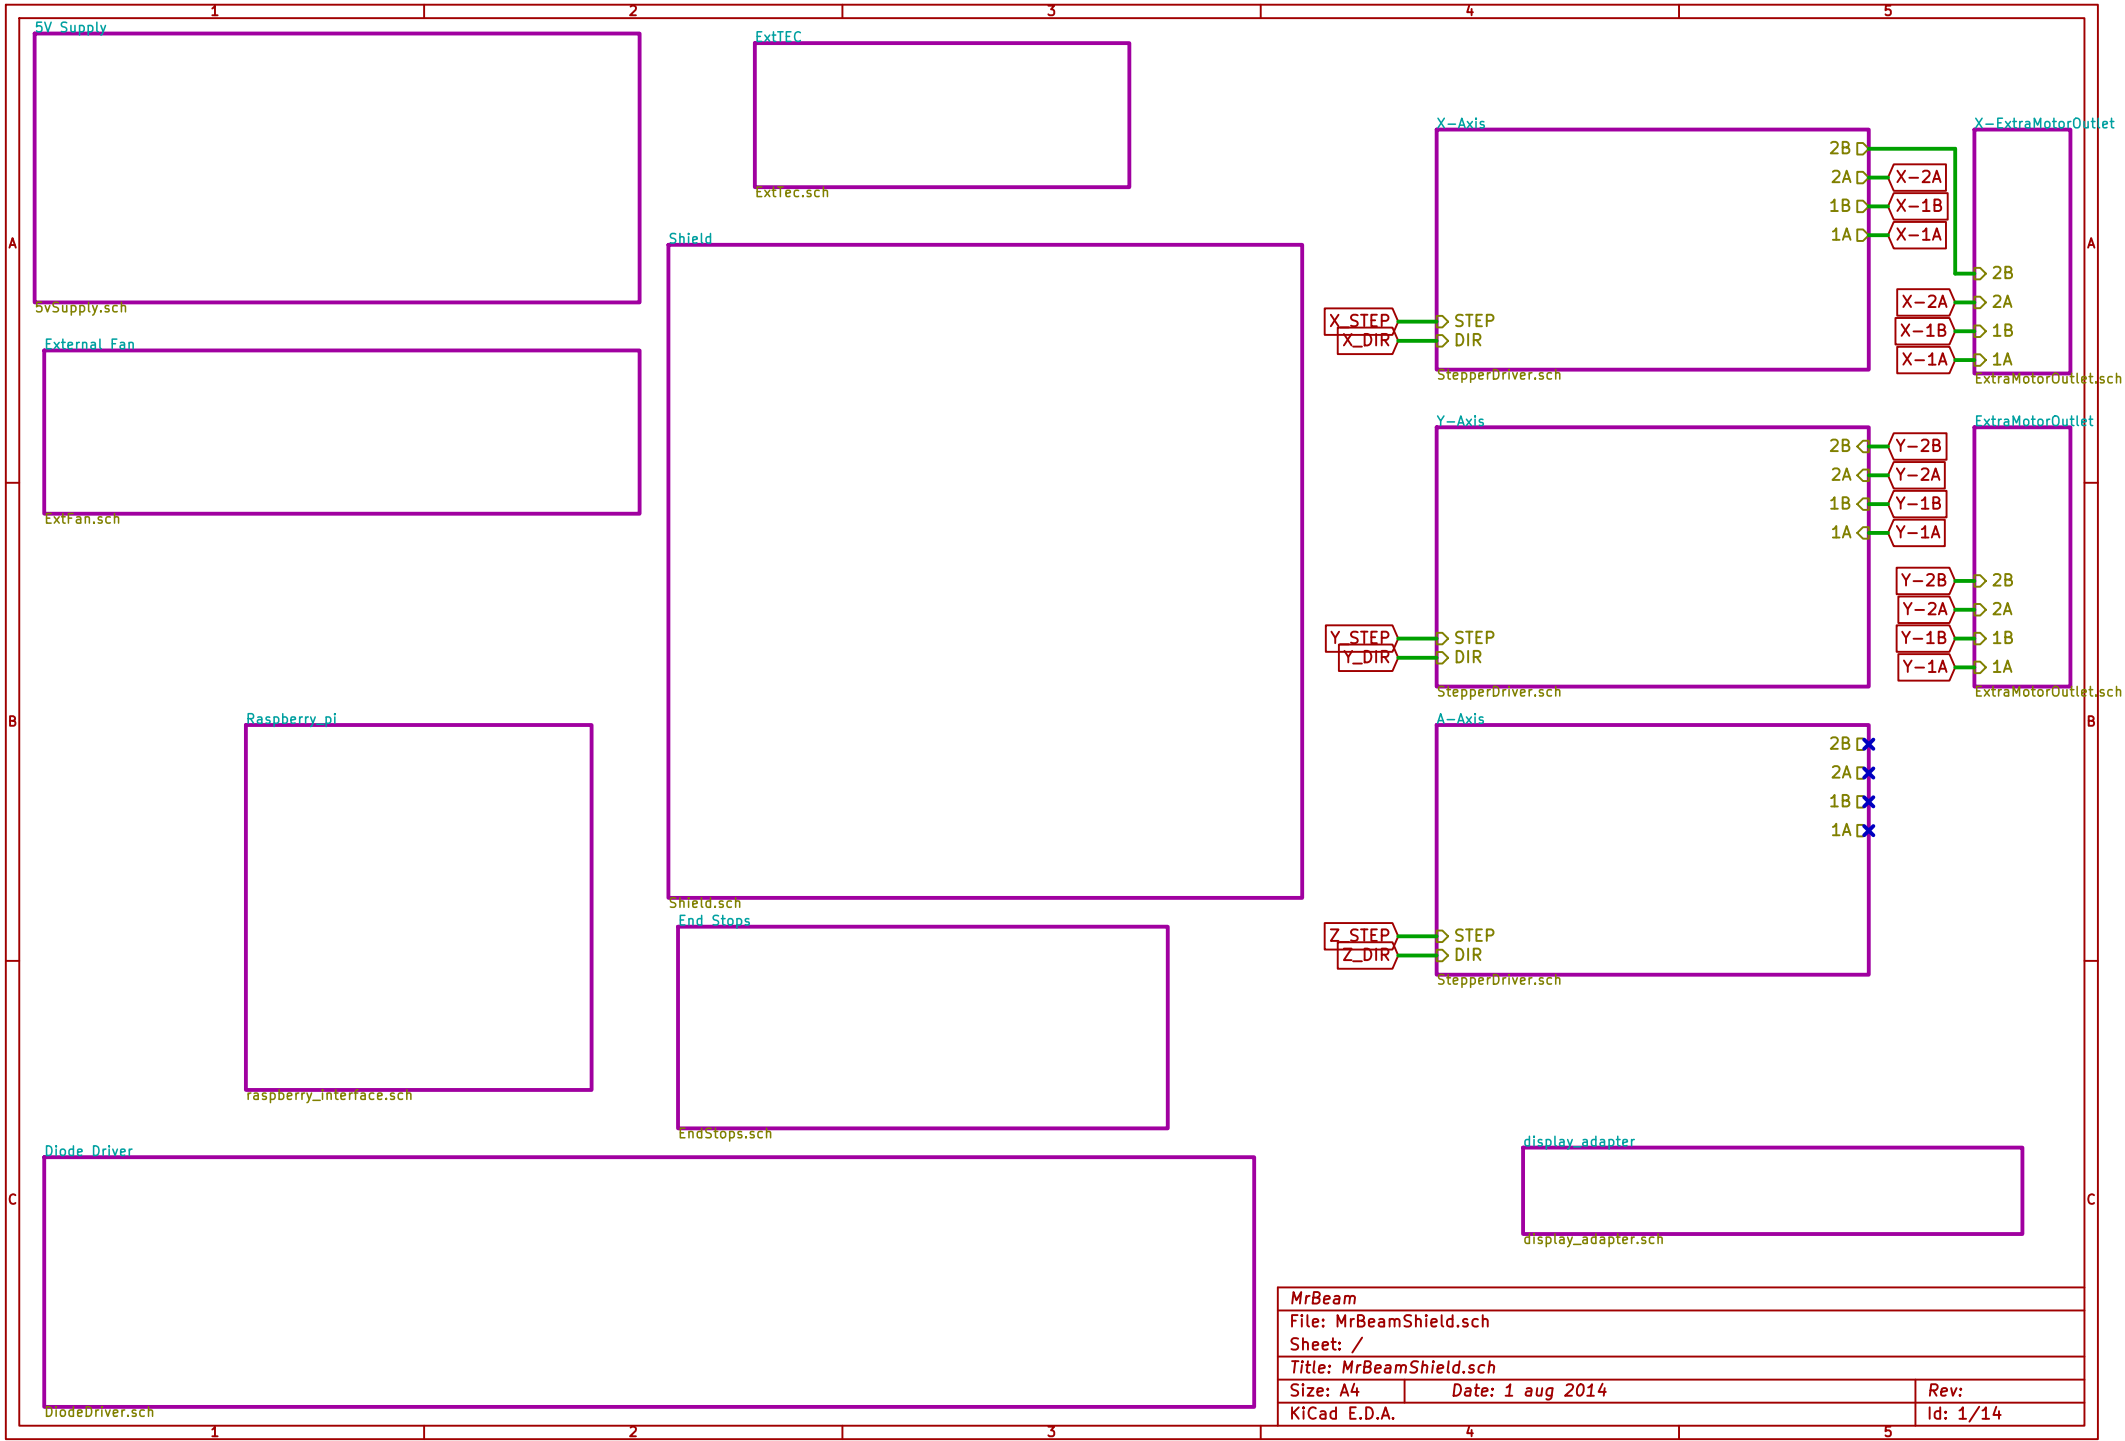 1 2 3 4 5
5V Supply
5vSupply.sch
External Fan
ExtFan.sch
ExtTEC
ExtTec.sch
Shield
Shield.sch
Raspberry_pi
raspberry_interface.sch
End Stops
EndStops.sch
Diode Driver
DiodeDriver.sch
X-Axis
2B
2A
1B
1A
X-2A
X-1B
X-1A
X_STEP
X_DIR
STEP
DIR
StepperDriver.sch
X-ExtraMotorOutlet
X-2A
X-1B
X-1A
2B
2A
1B
1A
ExtraMotorOutlet.sch
Y-Axis
2B
2A
1B
1A
Y-2B
Y-2A
Y-1B
Y-1A
Y_STEP
Y_DIR
STEP
DIR
StepperDriver.sch
ExtraMotorOutlet
Y-2B
Y-2A
Y-1B
Y-1A
2B
2A
1B
1A
ExtraMotorOutlet.sch
A-Axis
2B
2A
1B
1A
Z_STEP
Z_DIR
STEP
DIR
StepperDriver.sch
display_adapter
display_adapter.sch
A
B
C
A
B
C
MrBeam
File: MrBeamShield.sch
Sheet: /
Title: MrBeamShield.sch
Size: A4 Date: 1 aug 2014 Rev:
KiCad E.D.A. Id: 1/14
1 2 3 4 5